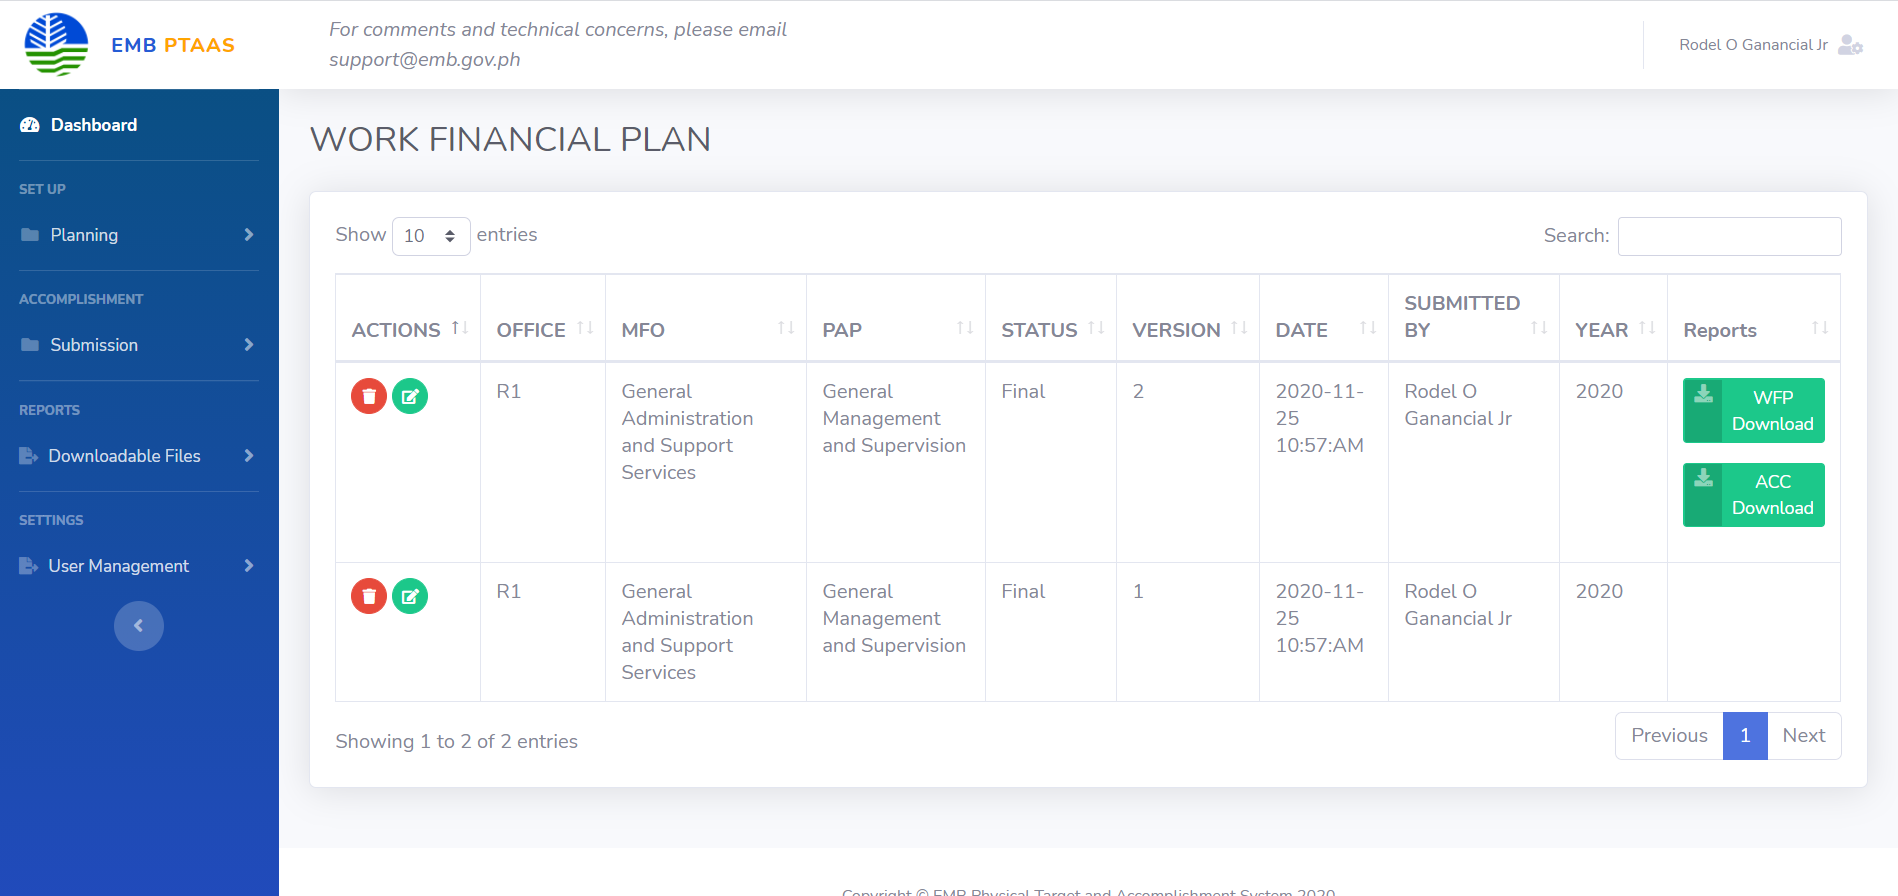 EMB PTAAS
For comments and technical concerns, please email
support@emb.gov.ph
Rodel O Ganancial Jr
Dashboard
SET UP
Planning
ACCOMPLISHMENT
Submission
REPORTS
Downloadable Files
SETTINGS
User Management
WORK FINANCIAL PLAN
Show 10 entries
Search:
ACTIONS OFFICE MFO PAP STATUS VERSION DATE SUBMITTED BY YEAR Reports
R1
General
Administration
and Support
Services
General
Management
and Supervision
Final
2
2020-11-
25
10:57:AM
Rodel O
Ganancial Jr
2020
WFP
Download
ACC
Download
R1
General
Administration
and Support
Services
General
Management
and Supervision
Final
1
2020-11-
25
10:57:AM
Rodel O
Ganancial Jr
2020
Showing 1 to 2 of 2 entries
Previous 1 Next
Copyright © EMB Physical Target and Accomplishment System 2020